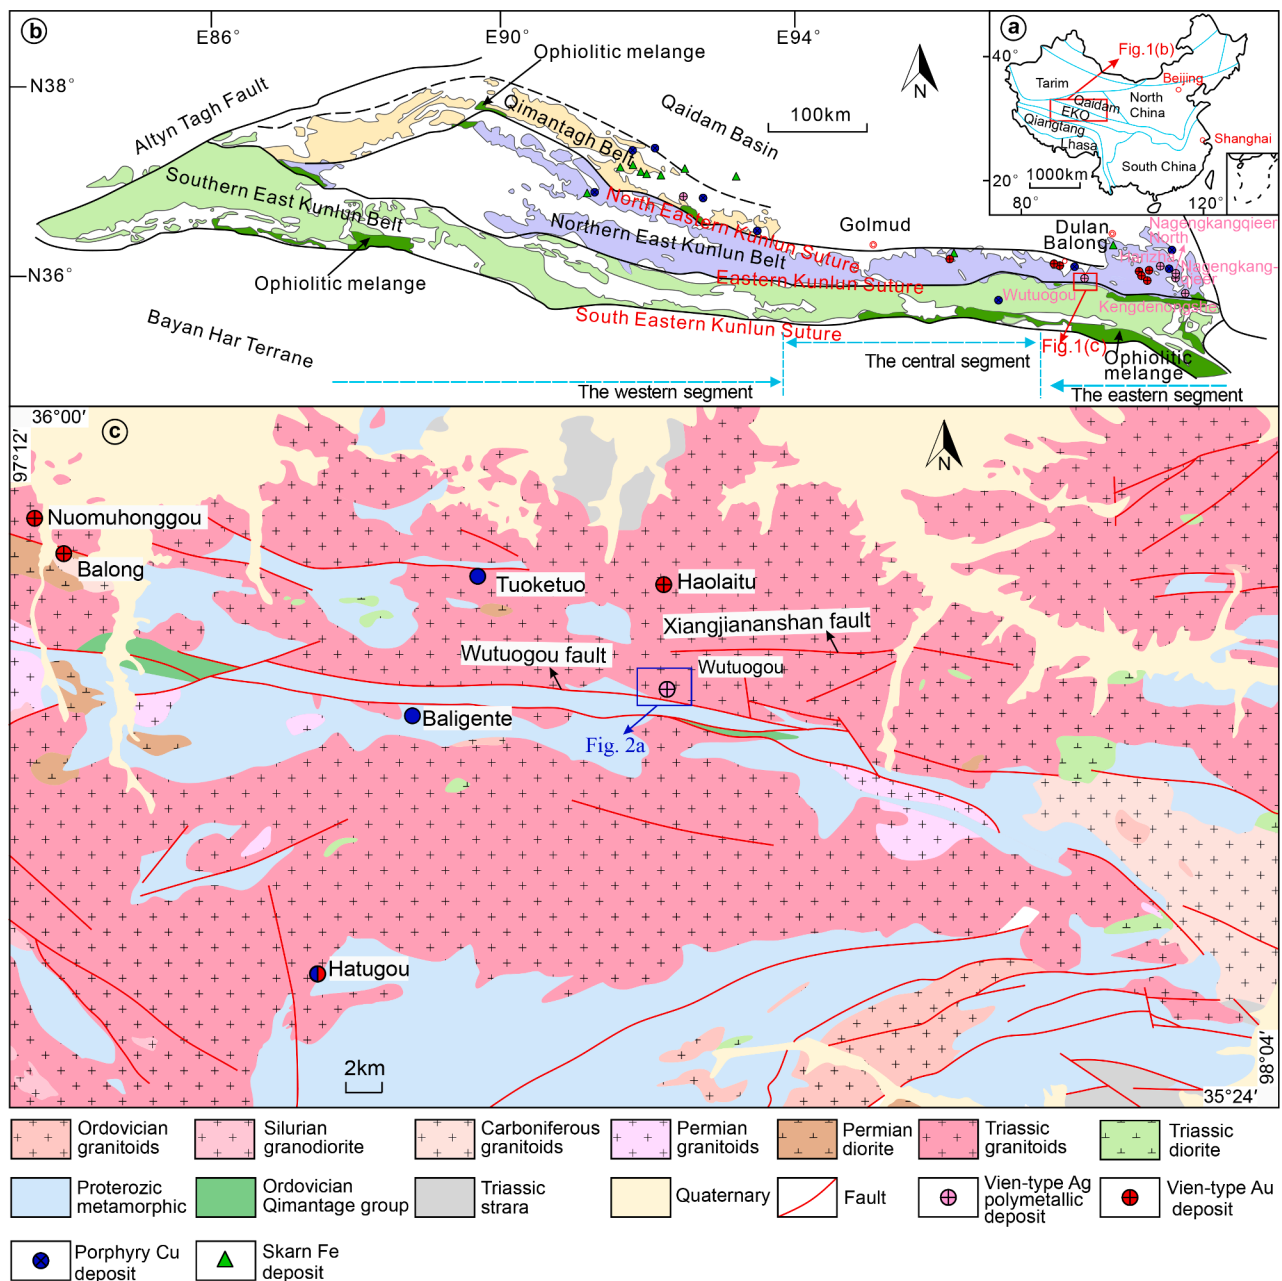 b
E86°
E90°
E94°
Ophiolitic melange
N38°
Altyn Tagh Fault
Qimantagh Belt
Qaidam Basin
N
100km
Southern East Kunlun Belt
North Eastern Kunlun Suture
Northern East Kunlun Belt
Eastern Kunlun Suture
South Eastern Kunlun Suture
N36°
Ophiolitic melange
Bayan Har Terrane
Golmud
Dulan
Balong
Nagengkangqieer
North
Nagengkang-
qieer
Wutuogou
Fig.1(c)
Ophiolitic
melange
The western segment
The central segment
The eastern segment
a
Fig.1(b)
40°
Tarim
Beijing
Qaidam
North
China
EKO
Qiangtang
Lhasa
Shanghai
South China
1000km
20°
80°
120°
c
36°00′
97°12′
N
Nuomuhonggou
Balong
Tuoketuo
Haolaitu
Xiangjiananshan fault
Wutuogou fault
Wutuogou
Baligente
Fig. 2a
Hatugou
2km
98°04′
35°24′
Ordovician
granitoids
Silurian
granodiorite
Carboniferous
granitoids
Permian
granitoids
Permian
diorite
Triassic
granitoids
Triassic
diorite
Proterozic
metamorphic
Ordovician
Qimantage group
Triassic
strara
Quaternary
Fault
Vien-type Ag
polymetallic
deposit
Vien-type Au
deposit
Porphyry Cu
deposit
Skarn Fe
deposit